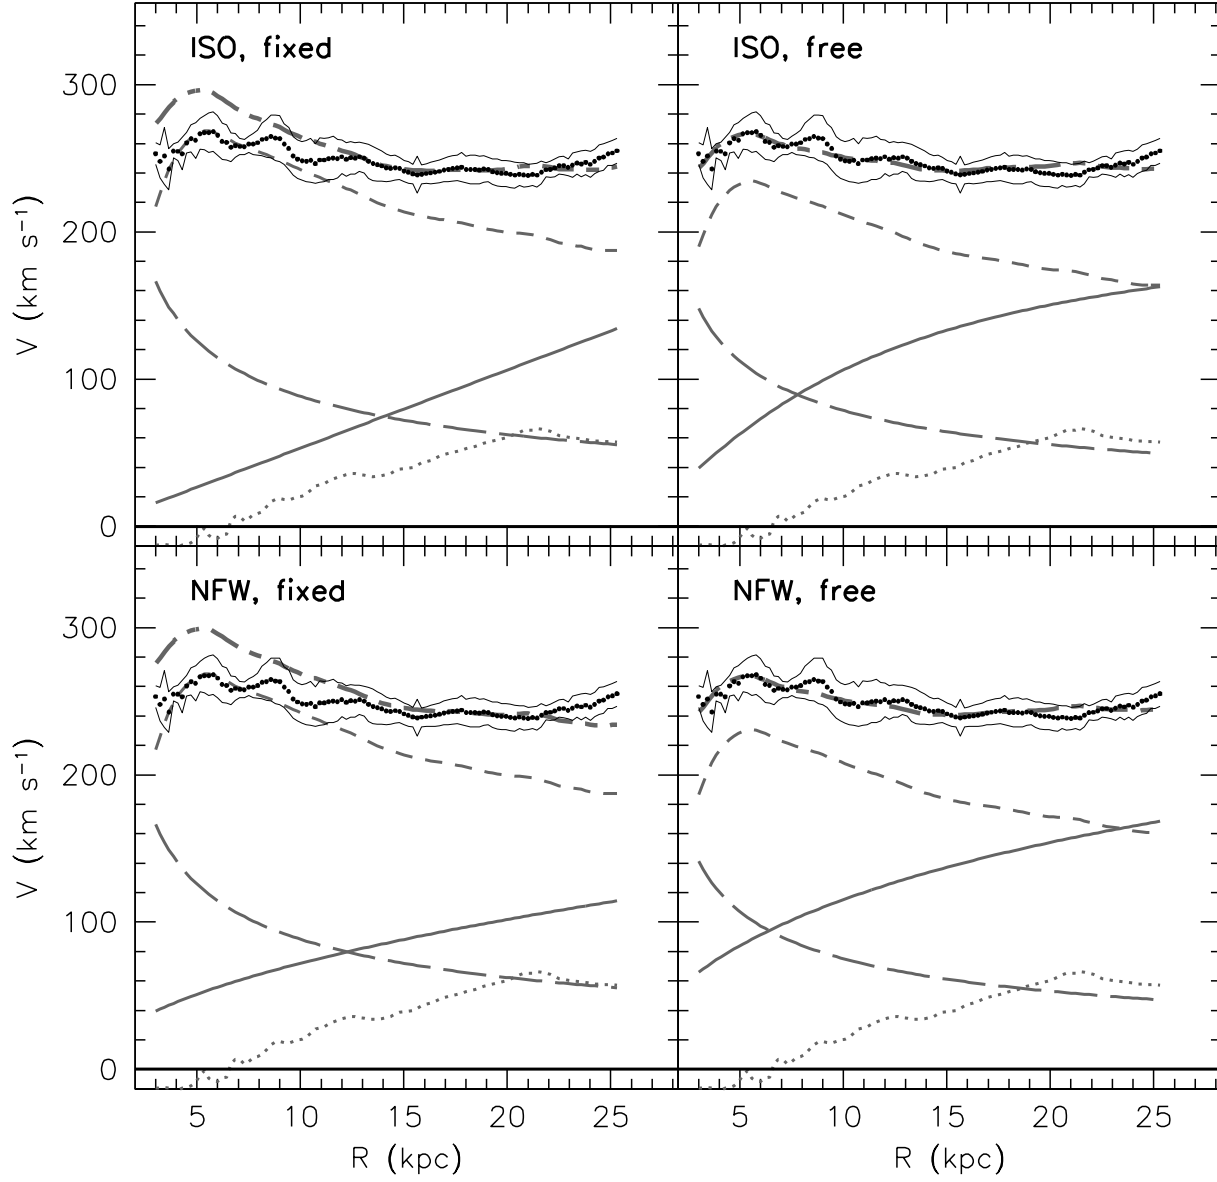 ISO, fixed
ISO, free
300
200
100
0
V (km s⁻¹)
NFW, fixed
NFW, free
300
200
100
0
V (km s⁻¹)
5 10 15 20 25 5 10 15 20 25
R (kpc) R (kpc)